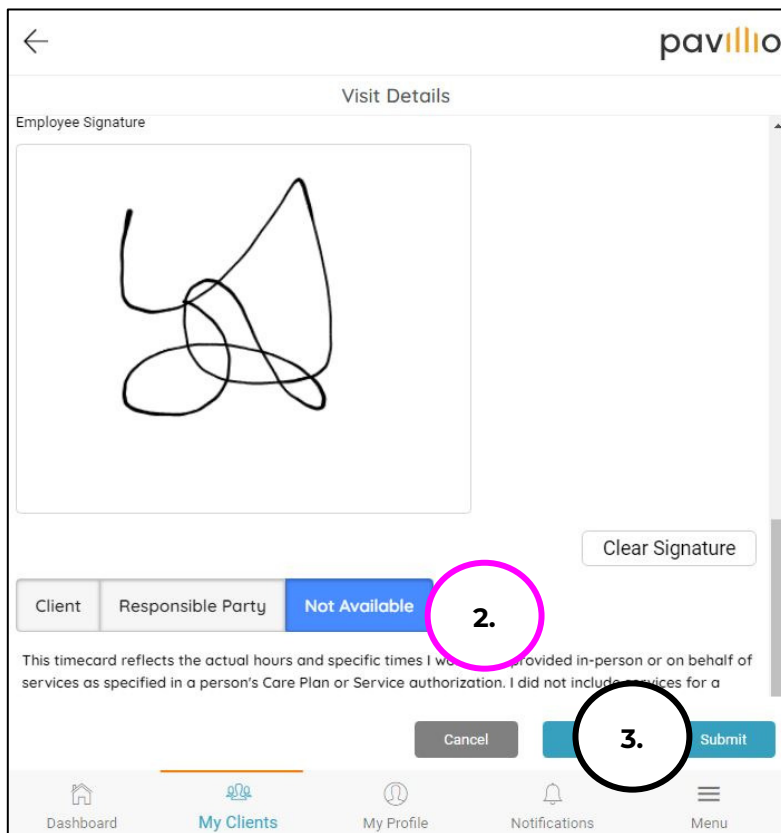 pavillio
Visit Details
Employee Signature
Clear Signature
Client Responsible Party Not Available
2.
This timecard reflects the actual hours and specific times I provided in-person or on behalf of
services as specified in a person's Care Plan or Service authorization. I did not include services for a
Cancel 3. Submit
Dashboard My Clients My Profile Notifications Menu